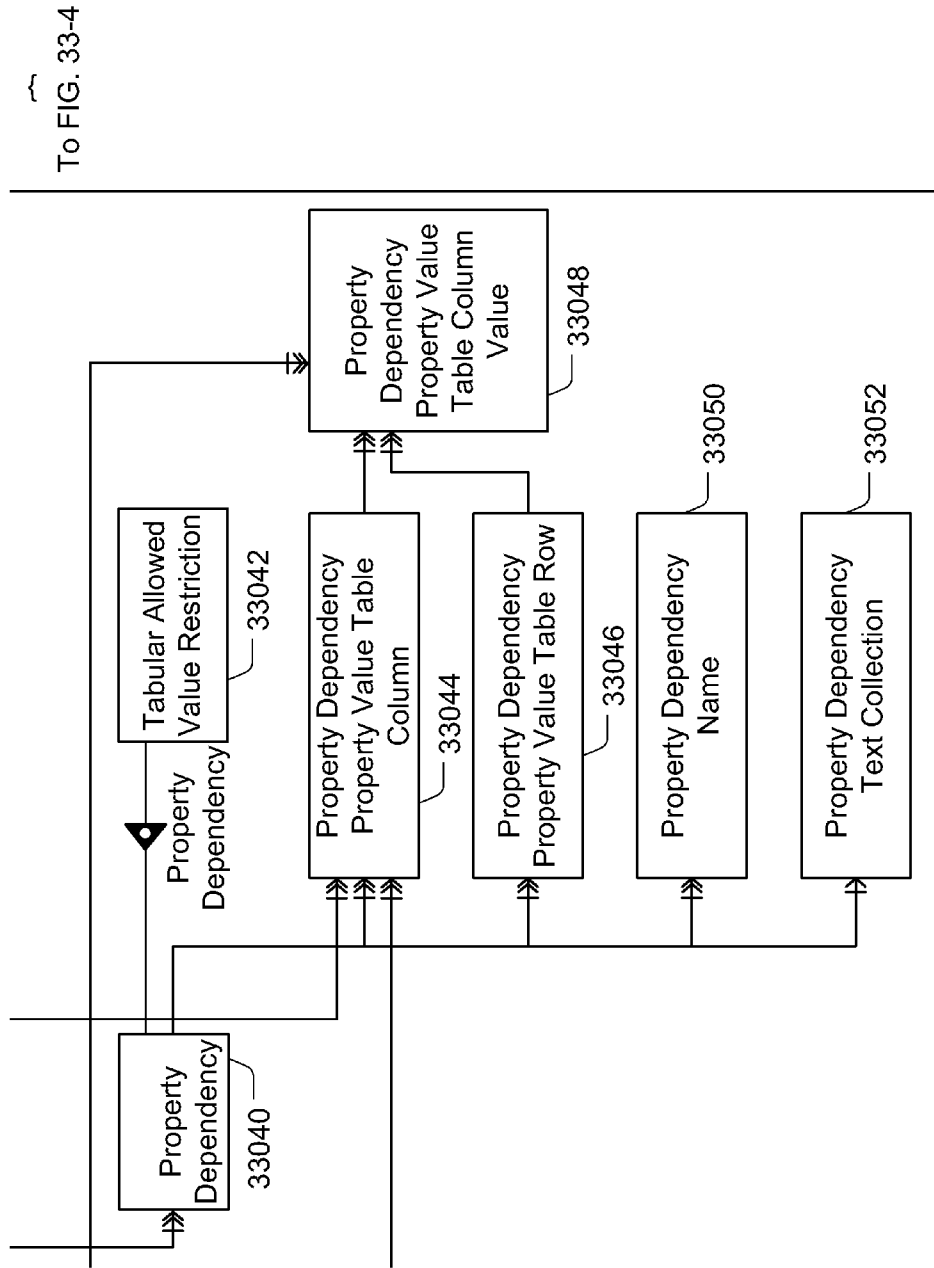 To FIG. 33-4
{
Property
Dependency
33040
Property
Dependency
Tabular Allowed
Value Restriction
33042
Property Dependency
Property Value Table
Column
33044
Property Dependency
Property Value Table Row
33046
Property
Dependency
Property Value
Table Column
Value
33048
Property Dependency
Name
33050
Property Dependency
Text Collection
33052